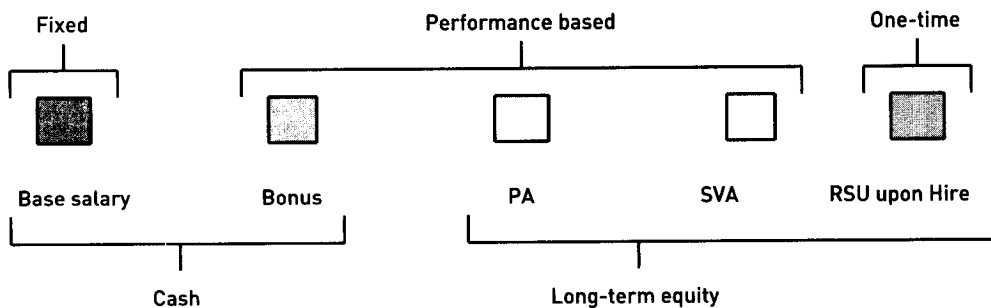 Fixed
Performance based
One-time
Base salary
Bonus
PA
SVA
RSU upon Hire
Cash
Long-term equity